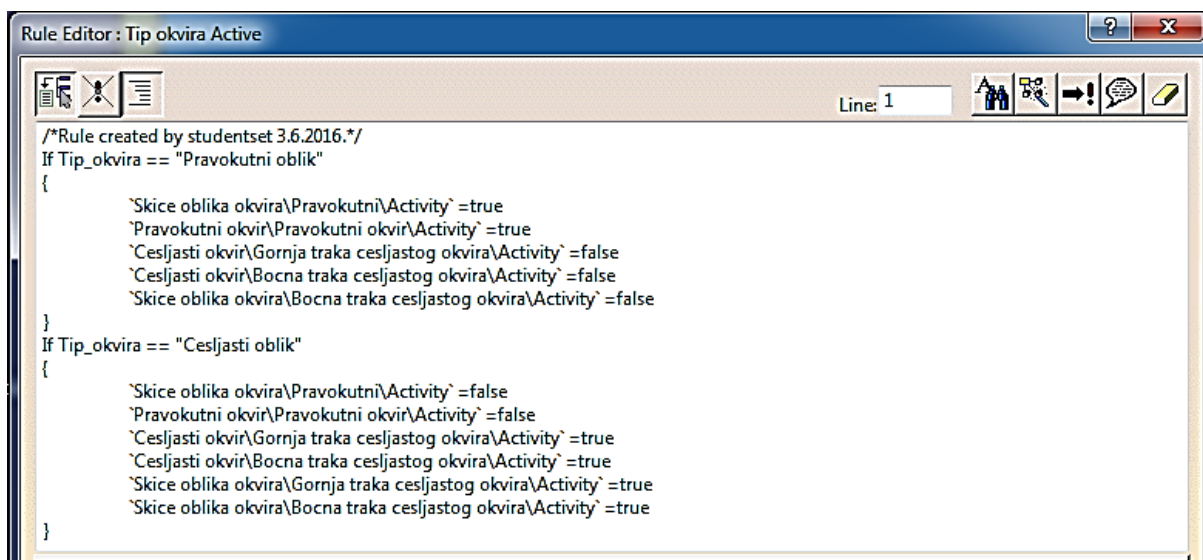 Rule Editor : Tip okvira Active
Line: 1
/*Rule created by studentset 3.6.2016.*/
If Tip_okvira == "Pravokutni oblik"
{
`Skice oblika okvira\Pravokutni\Activity` =true
`Pravokutni okvir\Pravokutni okvir\Activity` =true
`Cesljasti okvir\Gornja traka cesljastog okvira\Activity` =false
`Cesljasti okvir\Bocna traka cesljastog okvira\Activity` =false
`Skice oblika okvira\Bocna traka cesljastog okvira\Activity` =false
}
If Tip_okvira == "Cesljasti oblik"
{
`Skice oblika okvira\Pravokutni\Activity` =false
`Pravokutni okvir\Pravokutni okvir\Activity` =false
`Cesljasti okvir\Gornja traka cesljastog okvira\Activity` =true
`Cesljasti okvir\Bocna traka cesljastog okvira\Activity` =true
`Skice oblika okvira\Gornja traka cesljastog okvira\Activity` =true
`Skice oblika okvira\Bocna traka cesljastog okvira\Activity` =true
}